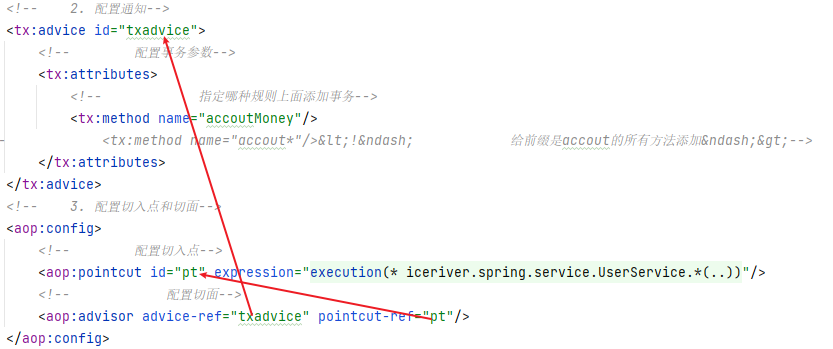 <!--    2. 配置通知-->
<tx:advice id="txadvice">
    <!--        配置事务参数-->
    <tx:attributes>
        <!--            指定哪种规则上面添加事务-->
        <tx:method name="accoutMoney"/>
            <tx:method name="accout*"/>&lt;!&ndash;            给前缀是accout的所有方法添加&ndash;&gt;-->
    </tx:attributes>
</tx:advice>
<!--    3. 配置切入点和切面-->
<aop:config>
    <!--        配置切入点-->
    <aop:pointcut id="pt" expression="execution(* iceriver.spring.service.UserService.*(..))"/>
    <!--            配置切面-->
    <aop:advisor advice-ref="txadvice" pointcut-ref="pt"/>
</aop:config>